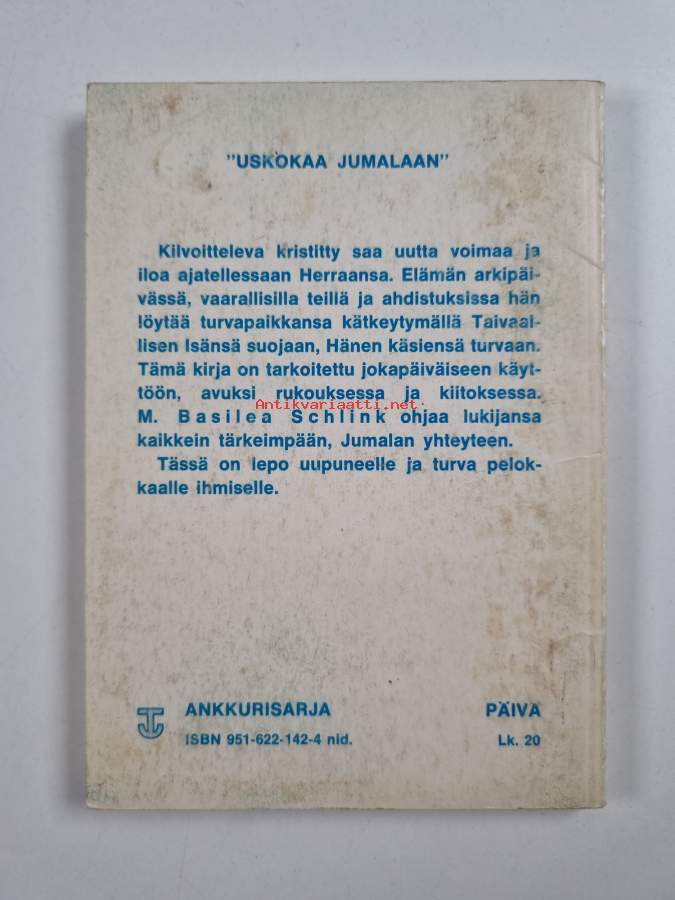 "USKOKAA JUMALAAN"
Kilvoitteleva kristitty saa uutta voimaa ja
iloa ajatellessaan Herraansa. Elämän arkipäi-
vässä, vaarallisilla teillä ja ahdistuksissa hän
löytää turvapaikkansa kätkeytymällä Taivaal-
lisen Isänsä suojaan, Hänen käsiensä turvaan.
Tämä kirja on tarkoitettu jokapäiväiseen käyt-
töön, avuksi rukouksessa ja kiitoksessa.
Antikvariaatti.net
M. Basilea Schlink ohjaa lukijansa
kaikkein tärkeimpään, Jumalan yhteyteen.
Tässä on lepo uupuneelle ja turva pelok-
kaalle ihmiselle.
ANKKURISARJA PÄIVÄ
ISBN 951-622-142-4 nid. Lk. 20